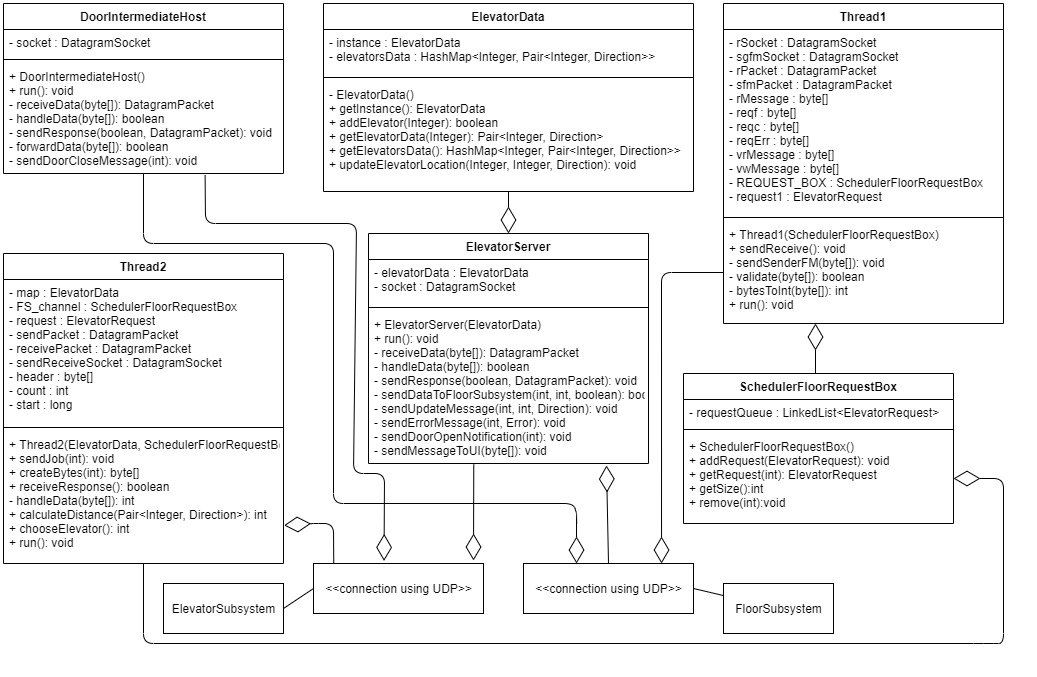 DoorIntermediateHost
- socket : DatagramSocket
+ DoorIntermediateHost()
+ run(): void
- receiveData(byte[]): DatagramPacket
- handleData(byte[]): boolean
- sendResponse(boolean, DatagramPacket): void
- forwardData(byte[]): boolean
- sendDoorCloseMessage(int): void
ElevatorData
- instance : ElevatorData
- elevatorsData : HashMap<Integer, Pair<Integer, Direction>>
- ElevatorData()
+ getInstance(): ElevatorData
+ addElevator(Integer): boolean
+ getElevatorData(Integer): Pair<Integer, Direction>
+ getElevatorsData(): HashMap<Integer, Pair<Integer, Direction>>
+ updateElevatorLocation(Integer, Integer, Direction): void
Thread1
- rSocket : DatagramSocket
- sgfmSocket : DatagramSocket
- rPacket : DatagramPacket
- sfmPacket : DatagramPacket
- rMessage : byte[]
- reqf : byte[]
- reqc : byte[]
- reqErr : byte[]
- vrMessage : byte[]
- vwMessage : byte[]
- REQUEST_BOX : SchedulerFloorRequestBox
- request1 : ElevatorRequest
+ Thread1(SchedulerFloorRequestBox)
+ sendReceive(): void
- sendSenderFM(byte[]): void
- validate(byte[]): boolean
- bytesToInt(byte[]): int
+ run(): void
Thread2
- map : ElevatorData
- FS_channel : SchedulerFloorRequestBox
- request : ElevatorRequest
- sendPacket : DatagramPacket
- receivePacket : DatagramPacket
- sendReceiveSocket : DatagramSocket
- header : byte[]
- count : int
- start : long
+ Thread2(ElevatorData, SchedulerFloorRequestB
+ sendJob(int): void
+ createBytes(int): byte[]
+ receiveResponse(): boolean
- handleData(byte[]): int
+ calculateDistance(Pair<Integer, Direction>): int
+ chooseElevator(): int
+ run(): void
ElevatorServer
- elevatorData : ElevatorData
- socket : DatagramSocket
+ ElevatorServer(ElevatorData)
+ run(): void
- receiveData(byte[]): DatagramPacket
- handleData(byte[]): boolean
- sendResponse(boolean, DatagramPacket): void
- sendDataToFloorSubsystem(int, int, boolean): boo
- sendUpdateMessage(int, int, Direction): void
- sendErrorMessage(int, Error): void
- sendDoorOpenNotification(int): void
- sendMessageToUI(byte[]): void
SchedulerFloorRequestBox
- requestQueue : LinkedList<ElevatorRequest>
+ SchedulerFloorRequestBox()
+ addRequest(ElevatorRequest): void
+ getRequest(int): ElevatorRequest
+ getSize():int
+ remove(int):void
<<connection using UDP>>
<<connection using UDP>>
ElevatorSubsystem
FloorSubsystem